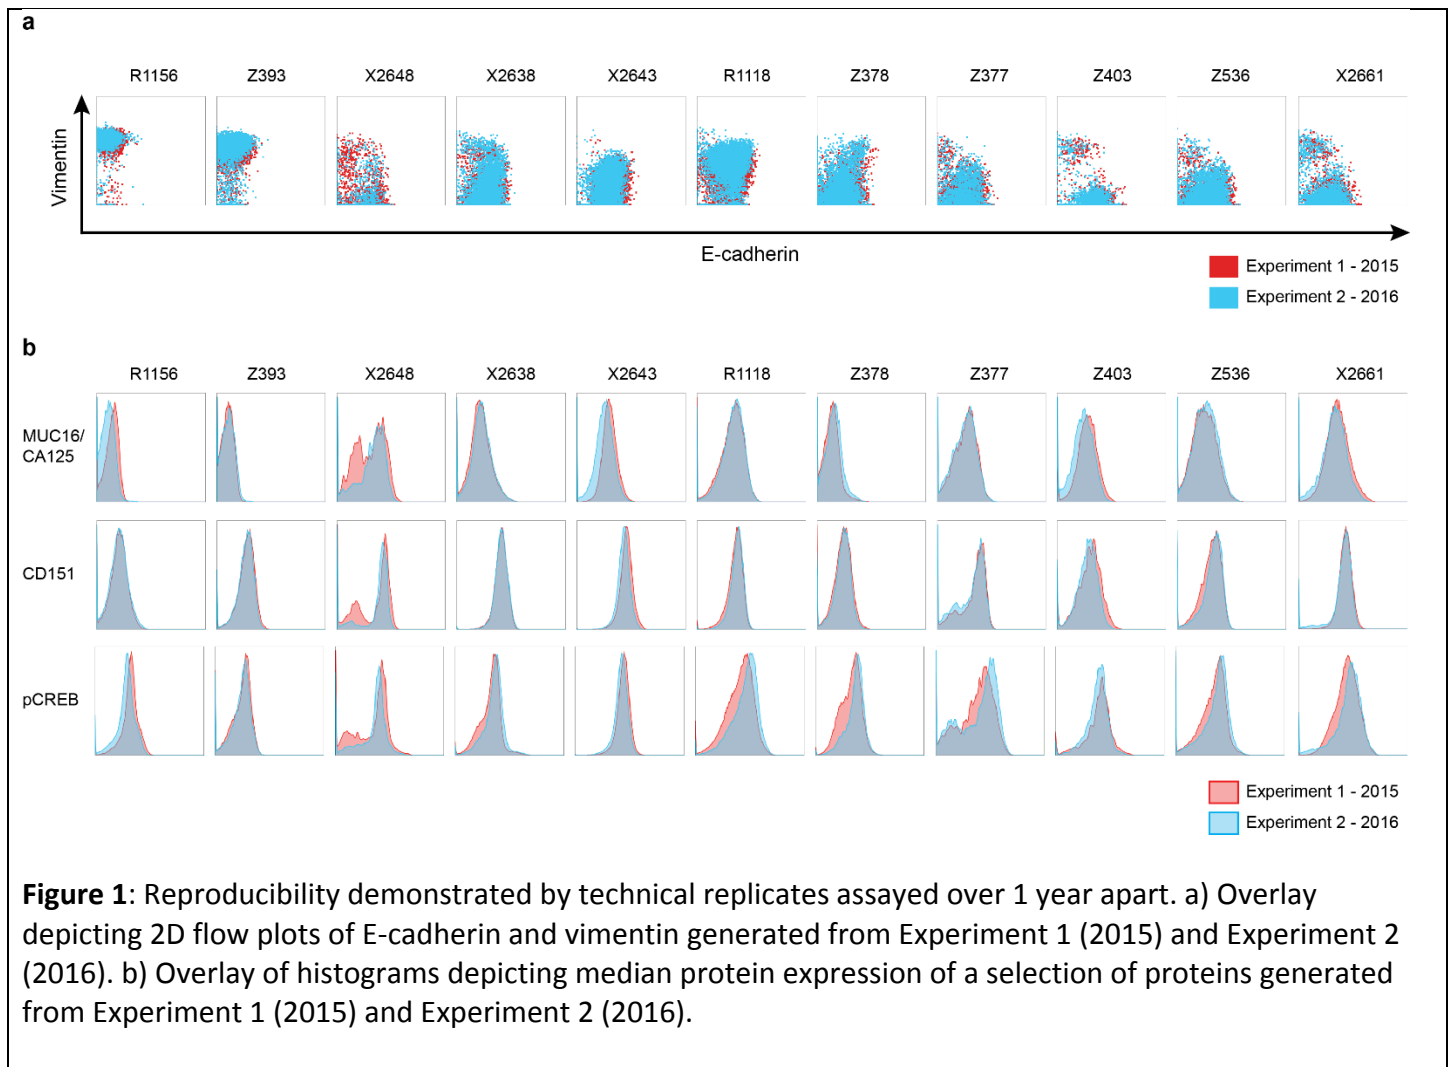 a
R1156 Z393 X2648 X2638 X2643 R1118 Z378 Z377 Z403 Z536 X2661
Vimentin
E-cadherin
Experiment 1 - 2015
Experiment 2 - 2016
b
R1156 Z393 X2648 X2638 X2643 R1118 Z378 Z377 Z403 Z536 X2661
MUC16/
CA125
CD151
pCREB
Experiment 1 - 2015
Experiment 2 - 2016
Figure 1: Reproducibility demonstrated by technical replicates assayed over 1 year apart. a) Overlay
depicting 2D flow plots of E-cadherin and vimentin generated from Experiment 1 (2015) and Experiment 2
(2016). b) Overlay of histograms depicting median protein expression of a selection of proteins generated
from Experiment 1 (2015) and Experiment 2 (2016).